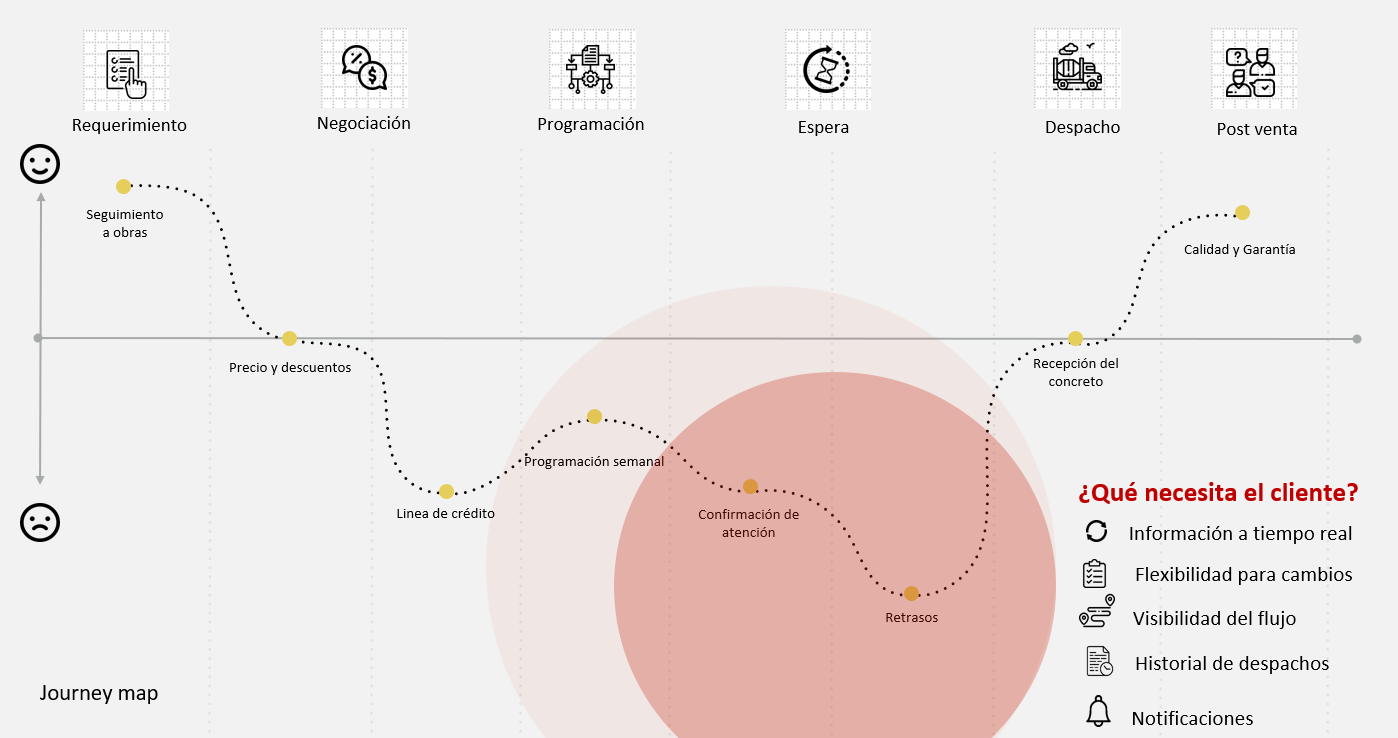 Requerimiento
Negociación
Programación
Espera
Despacho
Post venta
Seguimiento
a obras
Precio y descuentos
Linea de crédito
Programación semanal
Confirmación de
atención
Retrasos
Recepción del
concreto
Calidad y Garantía
¿Qué necesita el cliente?
Información a tiempo real
Flexibilidad para cambios
Visibilidad del flujo
Historial de despachos
Notificaciones
Journey map